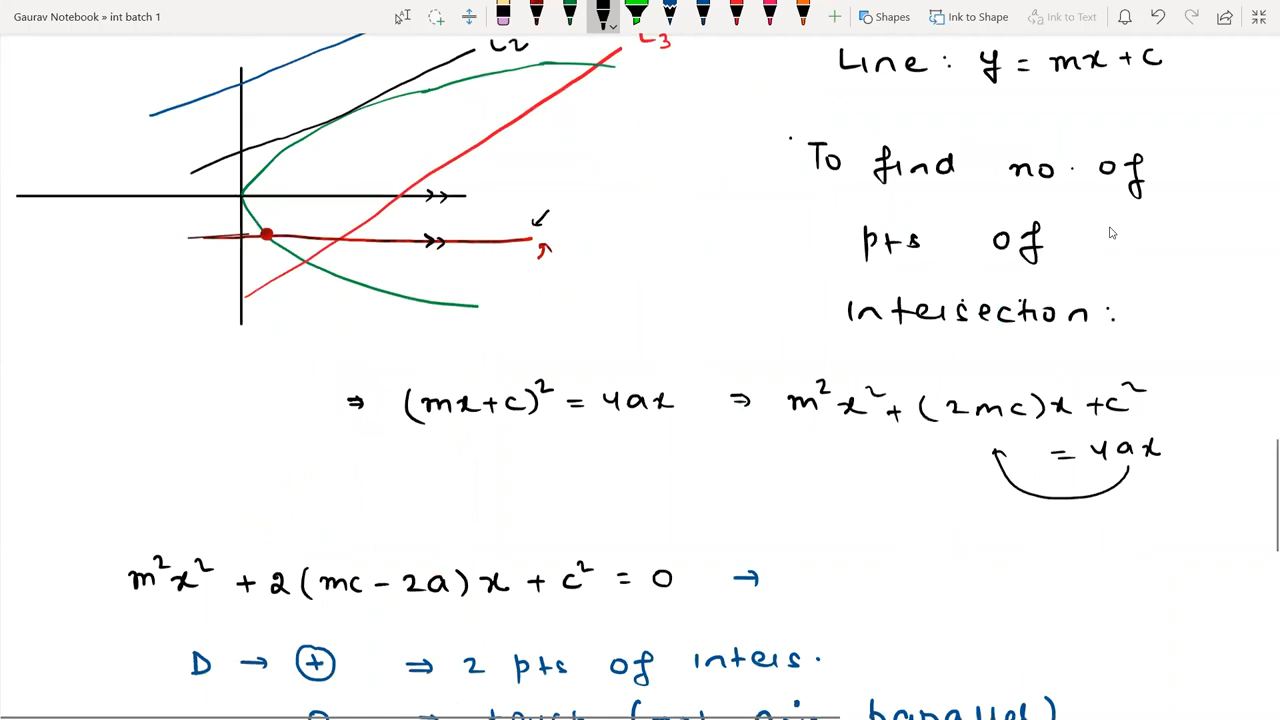 Gaurav Notebook » int batch 1
Shapes
Ink to Shape
Ink to Text
L2
L3
Line: y = mx + c
To find no. of
pts of
intersection:
⇒ (mx+c)² = 4ax ⇒ m²x² + (2mc)x + c²
= 4ax
m²x² + 2(mc - 2a)x + c² = 0 →
D → + ⇒ 2 pts of inters.